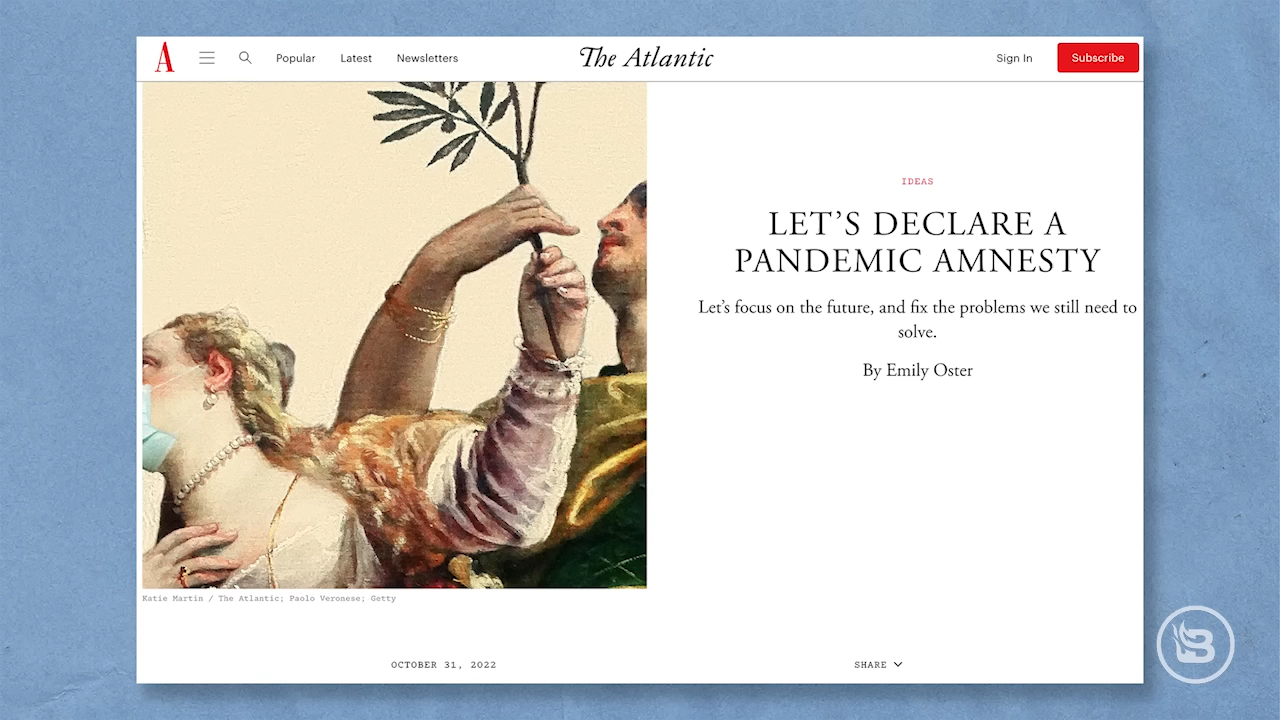 A
Popular
Latest
Newsletters
The Atlantic
Sign In
Subscribe
IDEAS
LET’S DECLARE A
PANDEMIC AMNESTY
Let’s focus on the future, and fix the problems we still need to
solve.
By Emily Oster
Katie Martin / The Atlantic; Paolo Veronese; Getty
OCTOBER 31, 2022
SHARE
B